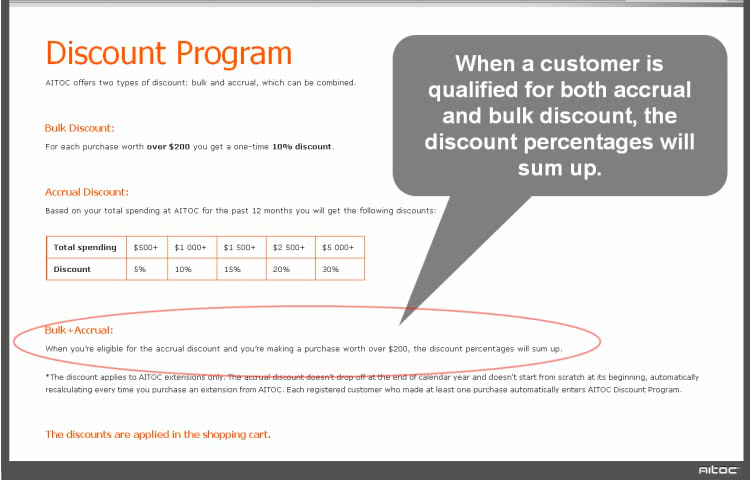 Discount Program
AITOC offers two types of discount: bulk and accrual, which can be combined.
When a customer is
qualified for both accrual
and bulk discount, the
discount percentages will
sum up.
Bulk Discount:
For each purchase worth over $200 you get a one-time 10% discount.
Accrual Discount:
Based on your total spending at AITOC for the past 12 months you will get the following discounts:
Total spending $500+ $1 000+ $1 500+ $2 500+ $5 000+
Discount 5% 10% 15% 20% 30%
Bulk+Accrual:
When you're eligible for the accrual discount and you're making a purchase worth over $200, the discount percentages will sum up.
*The discount applies to AITOC extensions only. The accrual discount doesn't drop off at the end of calendar year and doesn't start from scratch at its beginning, automatically
recalculating every time you purchase an extension from AITOC. Each registered customer who made at least one purchase automatically enters AITOC Discount Program.
The discounts are applied in the shopping cart.
AITOC